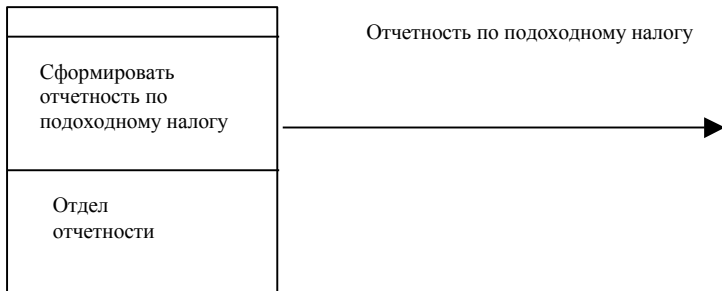 Отчетность по подоходному налогу
Сформировать
отчетность по
подоходному налогу
Отдел
отчетности